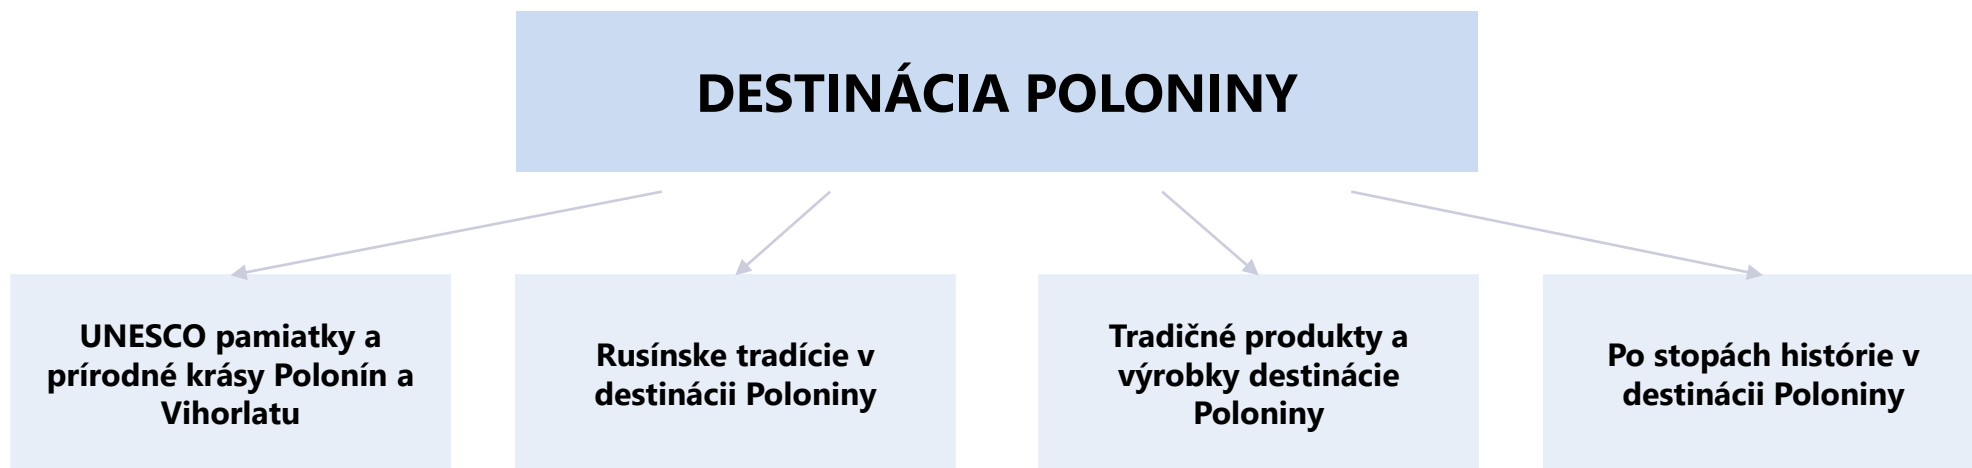 DESTINÁCIA POLONINY
UNESCO pamiatky a
prírodné krásy Polonín a
Vihorlatu
Rusínske tradície v
destinácii Poloniny
Tradičné produkty a
výrobky destinácie
Poloniny
Po stopách histórie v
destinácii Poloniny